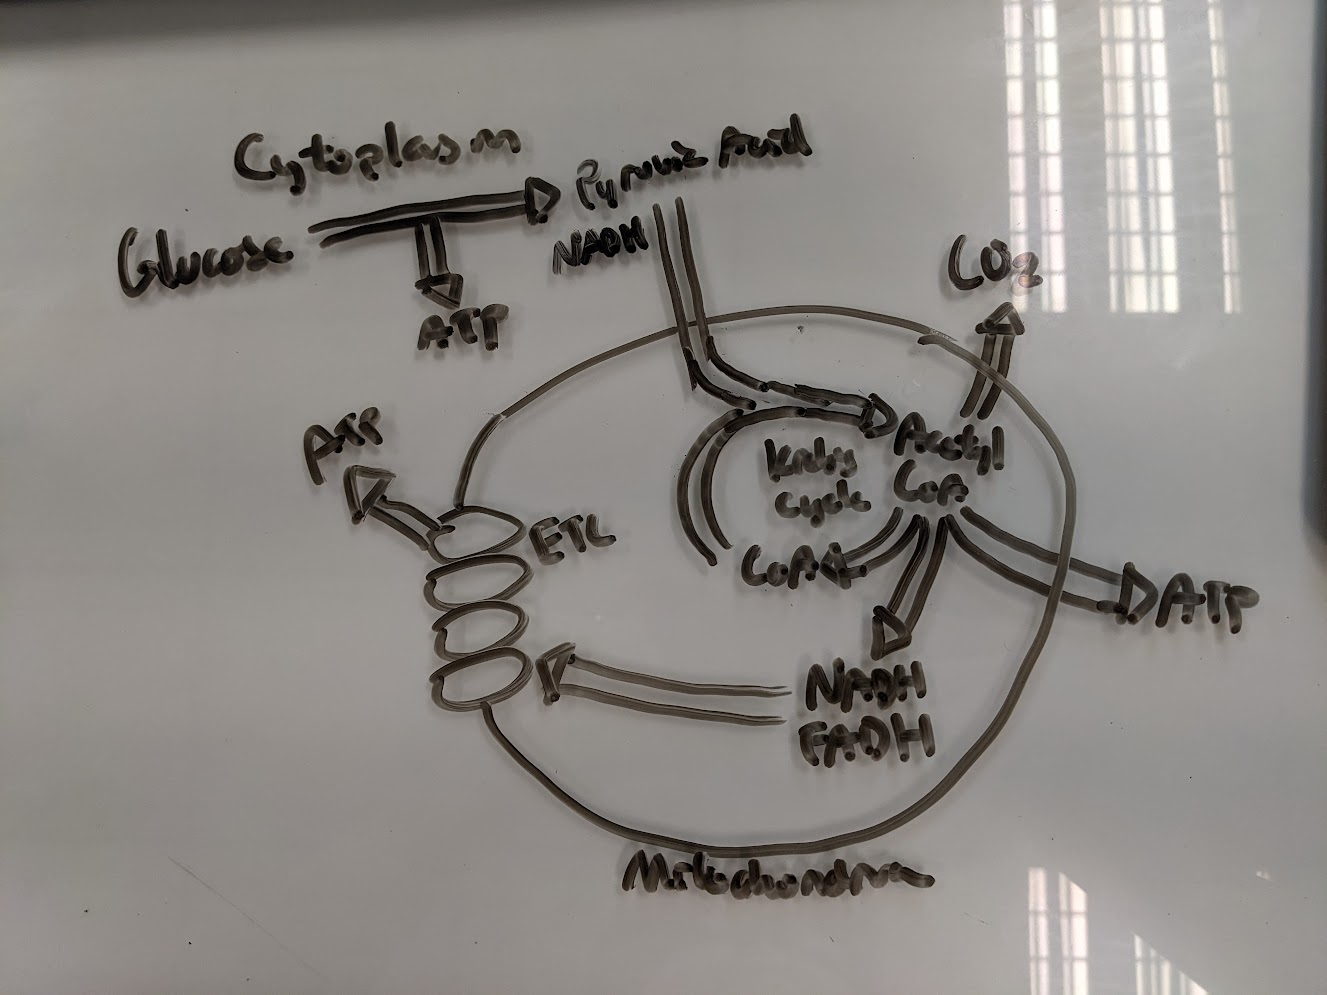 Cytoplasm
Glucose
Pyruvic Acid
NADH
ATP
CO2
ATP
Krebs
Cycle
Acetyl
CoA
ETC
CoA
ATP
NADH
FADH
Mitochondria